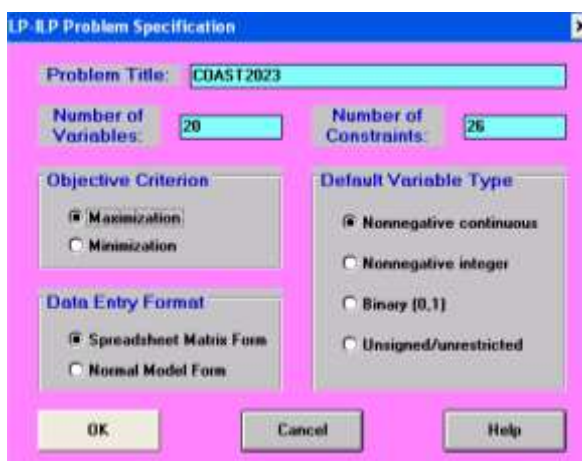 LP-ILP Problem Specification
Problem Title: COAST2023
Number of Variables: 20
Number of Constraints: 26
Objective Criterion
Maximization
Minimization
Default Variable Type
Nonnegative continuous
Nonnegative integer
Binary (0,1)
Unsigned/unrestricted
Data Entry Format
Spreadsheet Matrix Form
Normal Model Form
OK
Cancel
Help